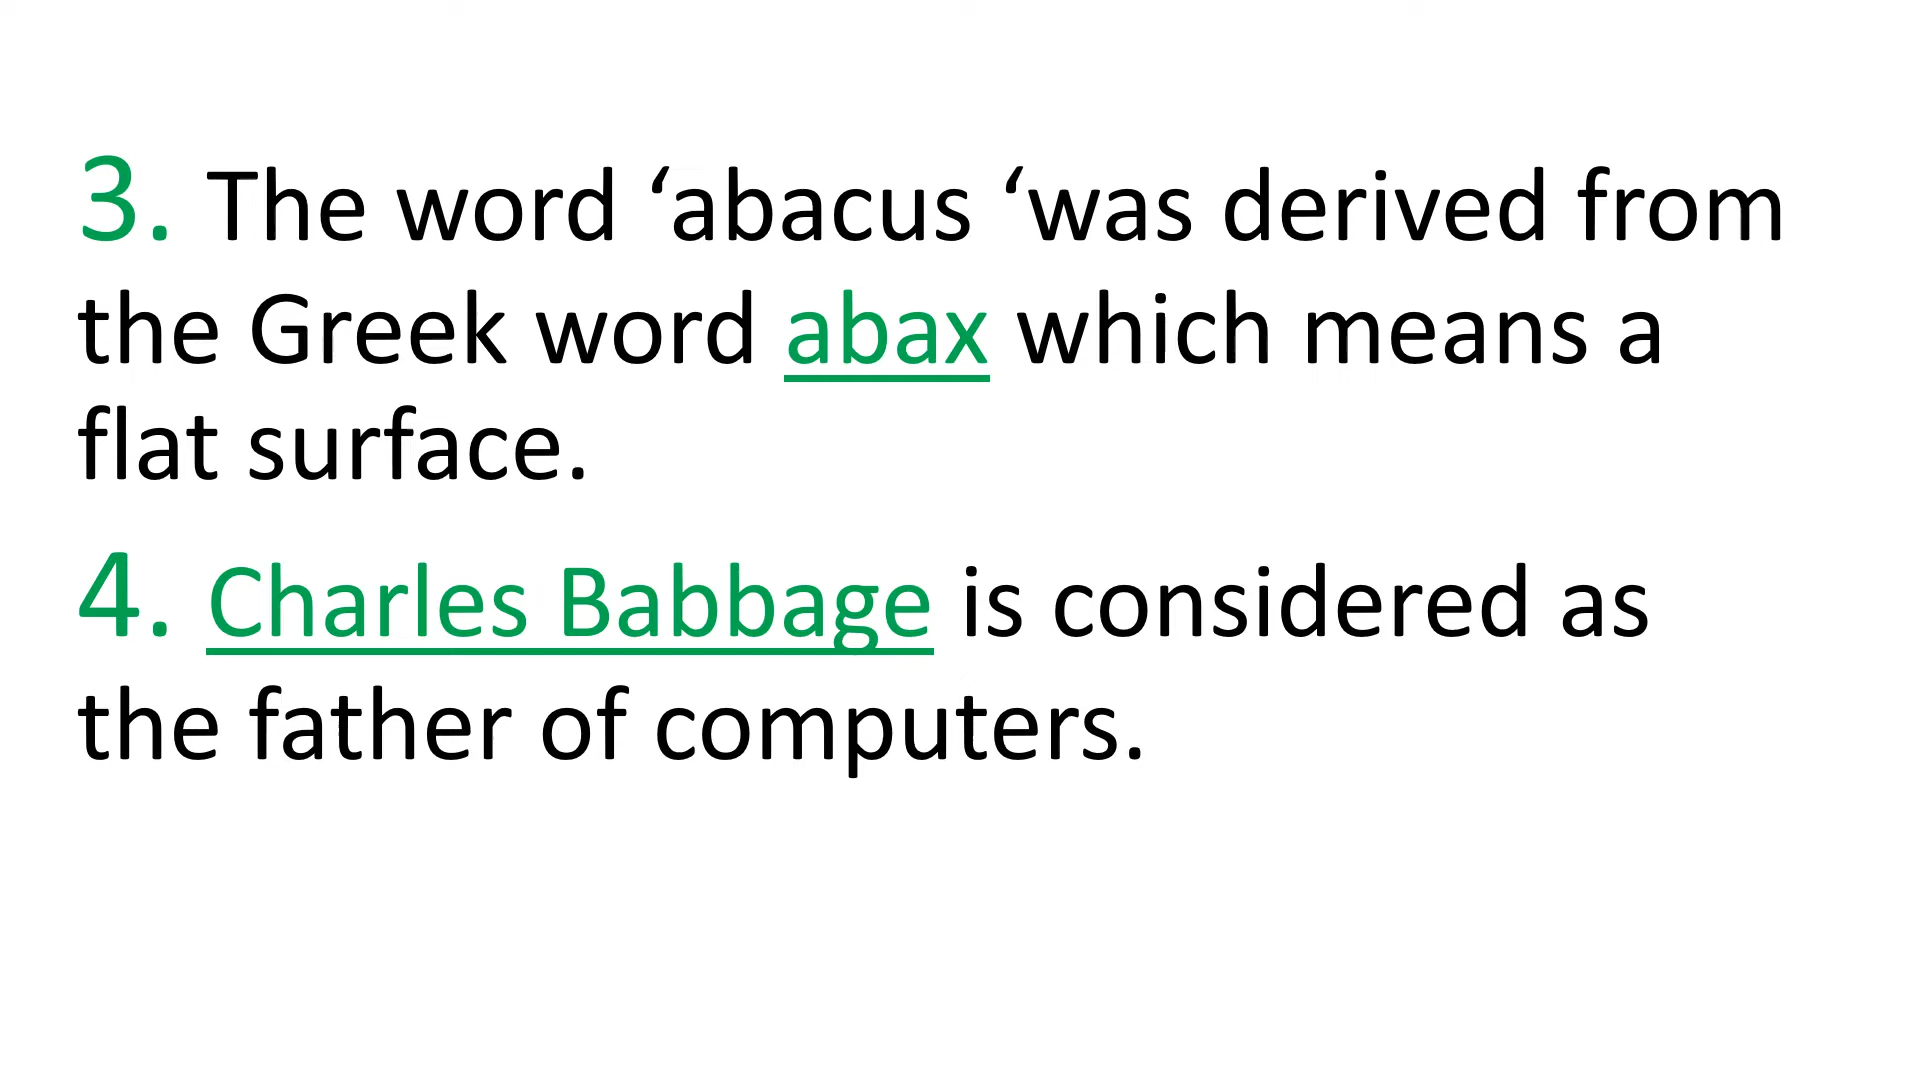 3. The word ‘abacus ‘was derived from
the Greek word abax which means a
flat surface.
4. Charles Babbage is considered as
the father of computers.